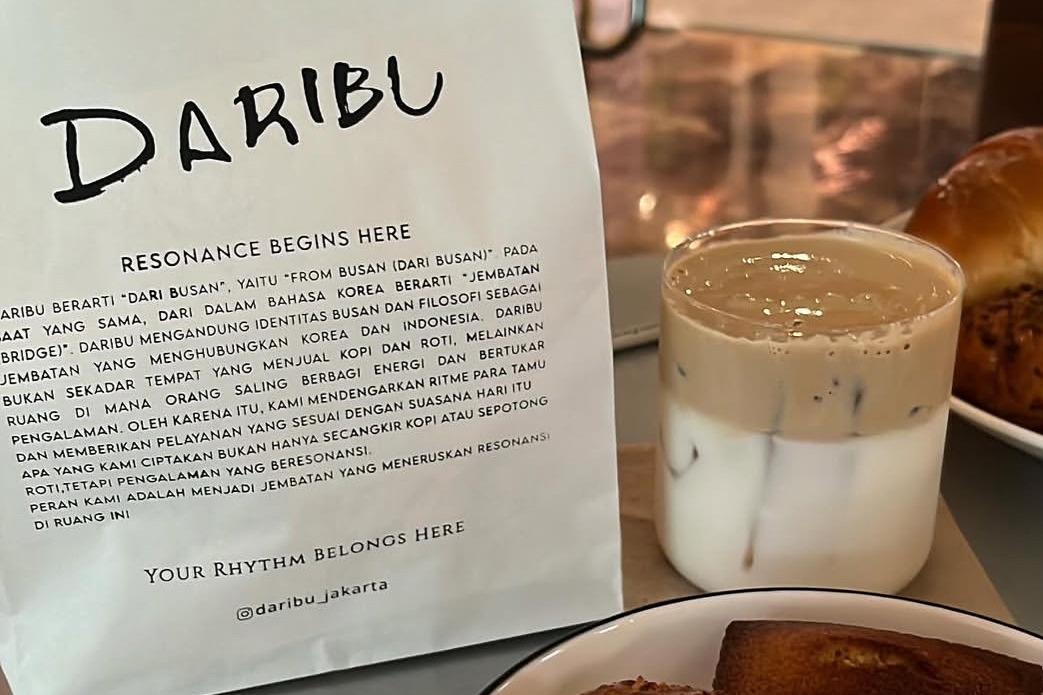 DARIBU
RESONANCE BEGINS HERE
ARIBU BERARTI "DARI BUSAN", YAITU "FROM BUSAN (DARI BUSAN)". PADA
AAT YANG SAMA, DARI DALAM BAHASA KOREA BERARTI "JEMBATAN
BRIDGE)". DARIBU MENGANDUNG IDENTITAS BUSAN DAN FILOSOFI SEBAGAI
JEMBATAN YANG MENGHUBUNGKAN KOREA DAN INDONESIA. DARIBU
BUKAN SEKADAR TEMPAT YANG MENJUAL KOPI DAN ROTI, MELAINKAN
RUANG DI MANA ORANG SALING BERBAGI ENERGI DAN BERTUKAR
PENGALAMAN. OLEH KARENA ITU, KAMI MENDENGARKAN RITME PARA TAMU
DAN MEMBERIKAN PELAYANAN YANG SESUAI DENGAN SUASANA HARI ITU
APA YANG KAMI CIPTAKAN BUKAN HANYA SECANGKIR KOPI ATAU SEPOTONG
ROTI,TETAPI PENGALAMAN YANG BERESONANSI.
PERAN KAMI ADALAH MENJADI JEMBATAN YANG MENERUSKAN RESONANSI
DI RUANG INI
YOUR RHYTHM BELONGS HERE
@daribu_jakarta